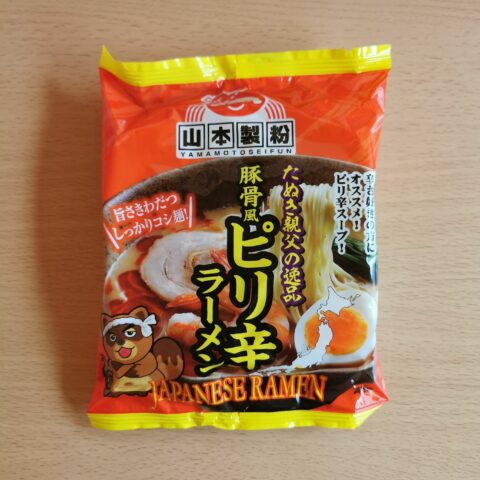 山本製粉
YAMAMOTOSEIFUN
辛さ好きの方に
オススメ！
ピリ辛スープ！
たぬき親父の逸品
豚骨風
ピリ辛
ラーメン
旨さきわだつ
しっかりコシ麺！
JAPANESE RAMEN